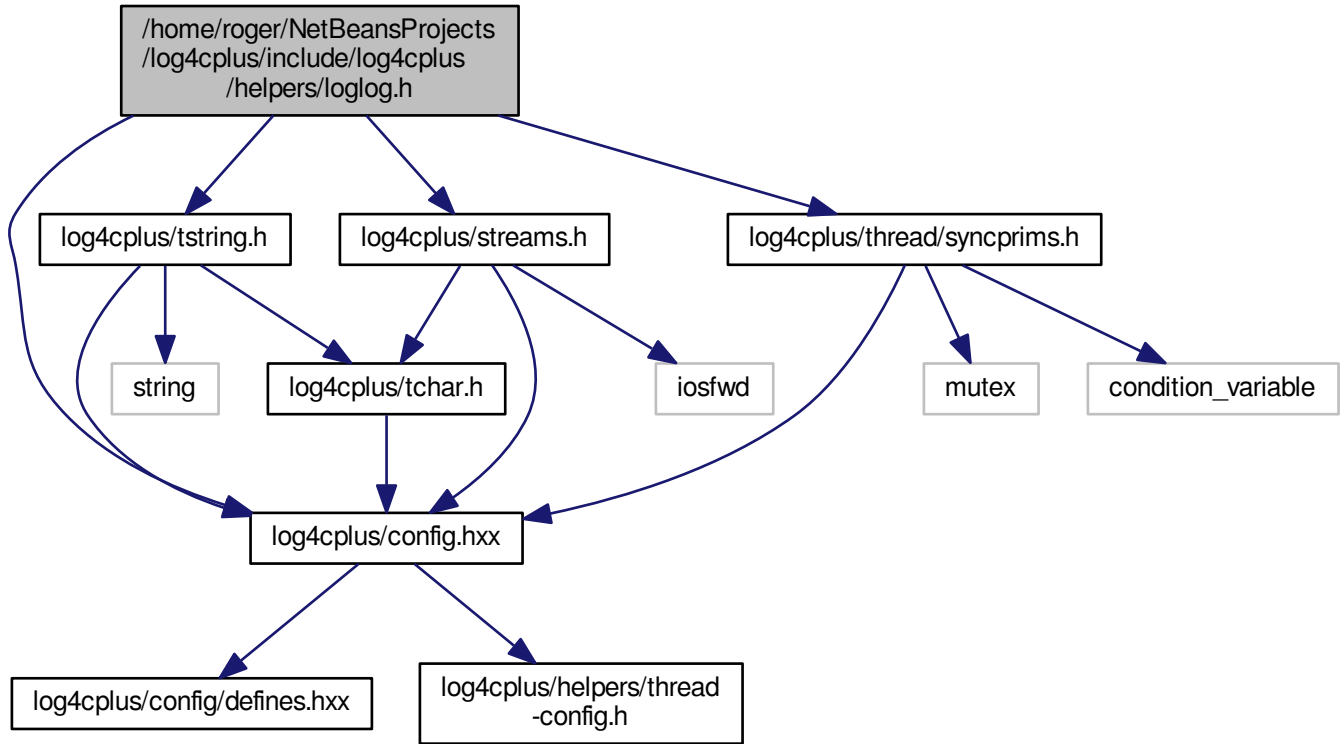 /home/roger/NetBeansProjects
/log4cplus/include/log4cplus
/helpers/loglog.h
log4cplus/tstring.h
log4cplus/streams.h
log4cplus/thread/syncprims.h
string
log4cplus/tchar.h
iosfwd
mutex
condition_variable
log4cplus/config.hxx
log4cplus/config/defines.hxx
log4cplus/helpers/thread
-config.h